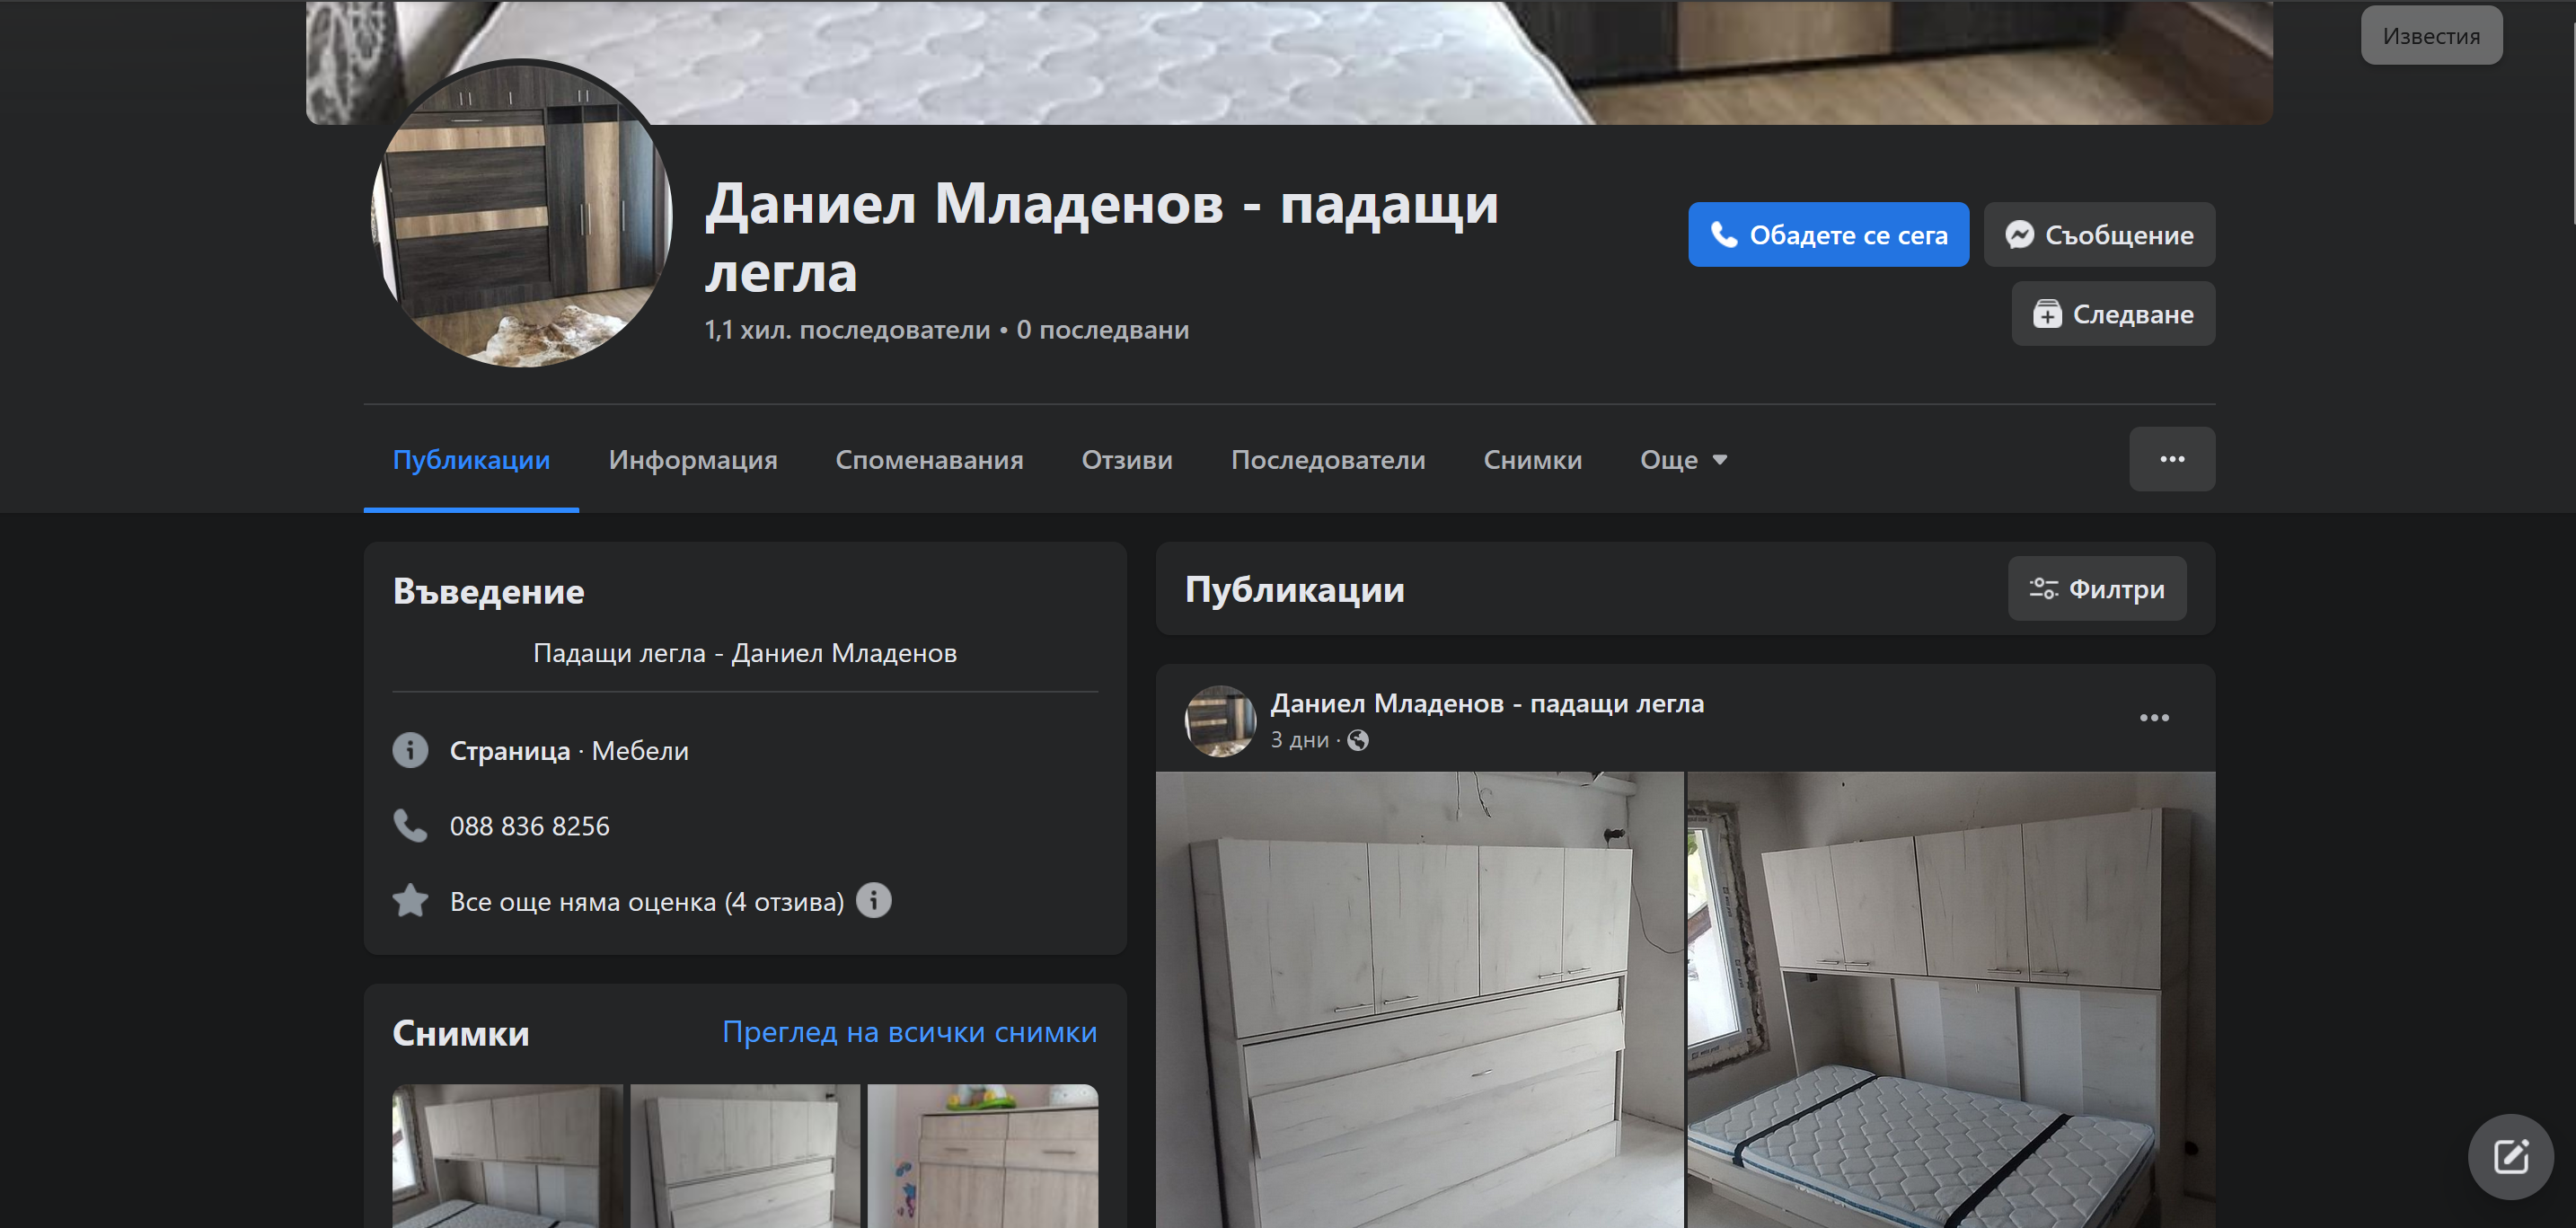 Известия
Даниел Младенов - падащи
легла
1,1 хил. последователи • 0 последвани
Обадете се сега
Съобщение
Следване
Публикации
Информация
Споменавания
Отзиви
Последователи
Снимки
Още
Въведение
Падащи легла - Даниел Младенов
Страница · Мебели
088 836 8256
Все още няма оценка (4 отзива)
Снимки
Преглед на всички снимки
Публикации
Филтри
Даниел Младенов - падащи легла
3 дни ·